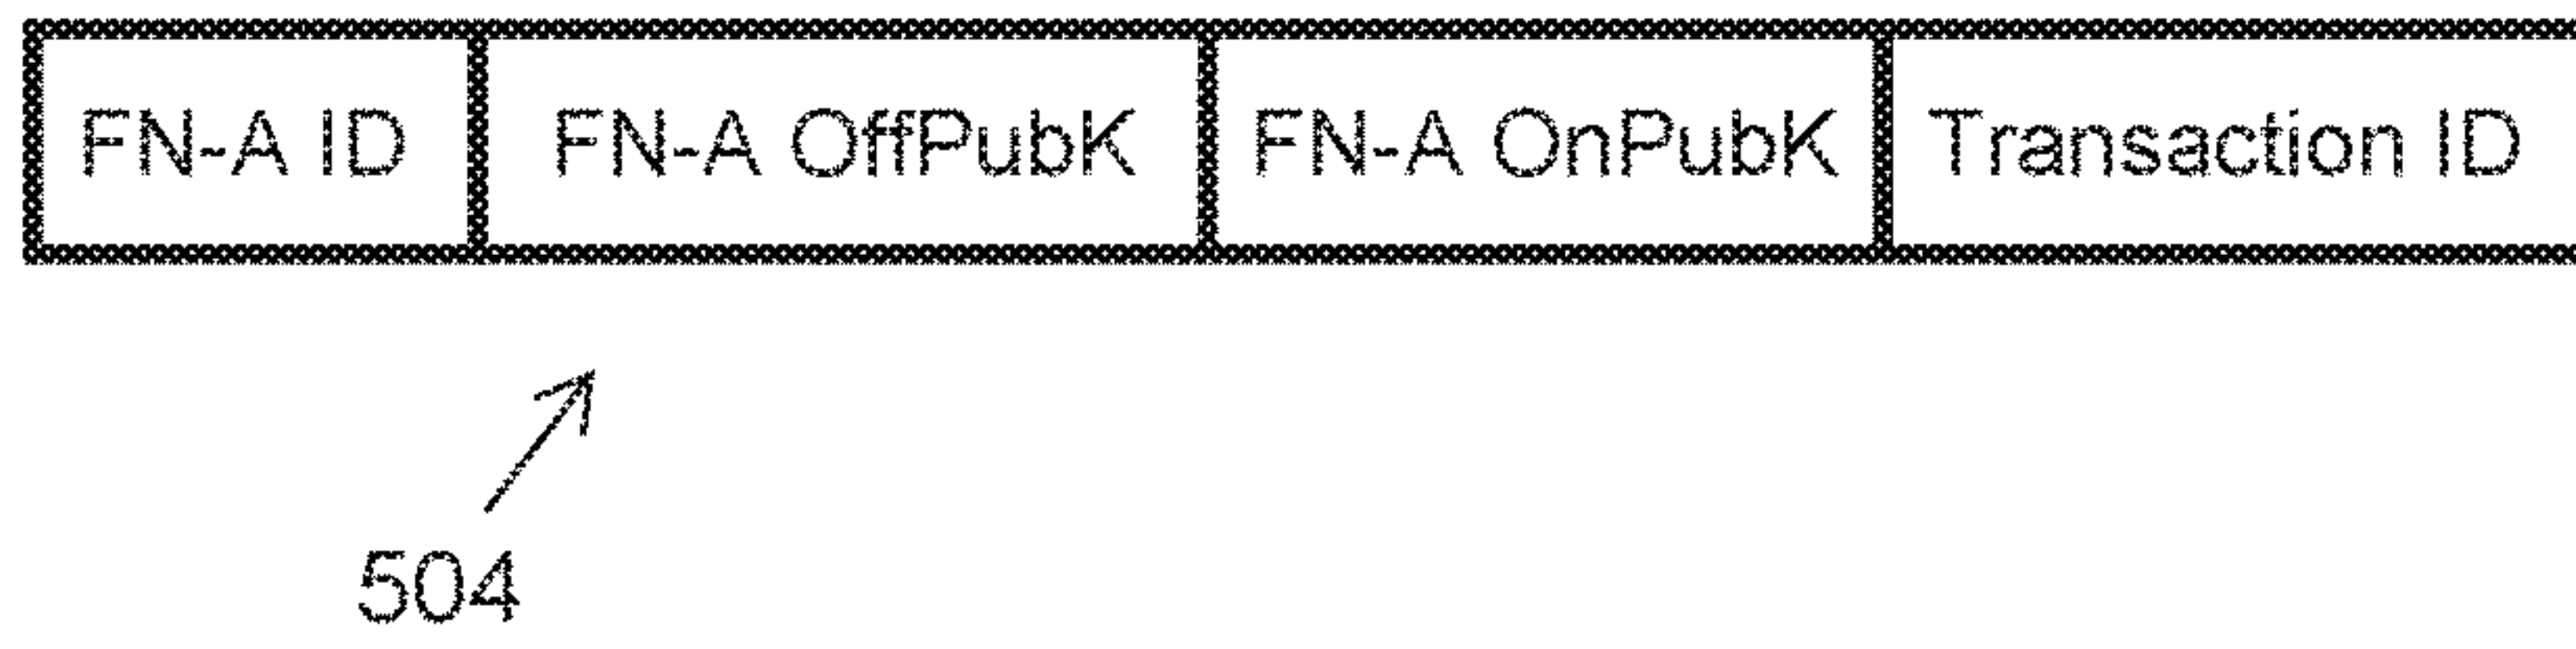 FN-A ID FN-A OffPubK FN-A OnPubK Transaction ID
504